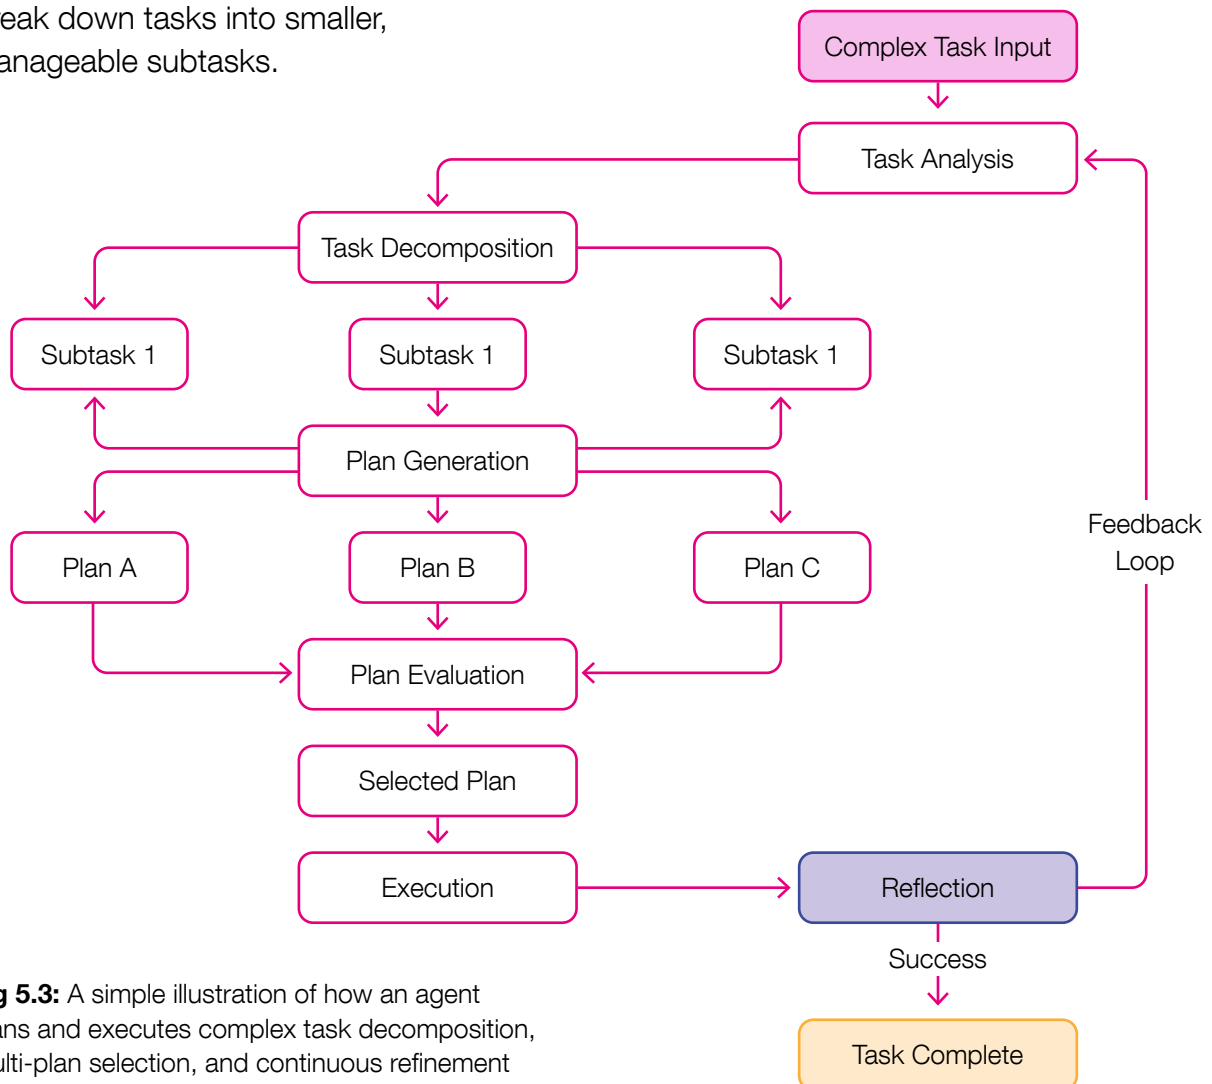 reak down tasks into smaller,
anageable subtasks.
Complex Task Input
Task Analysis
Task Decomposition
Subtask 1
Subtask 1
Subtask 1
Plan Generation
Plan A
Plan B
Plan C
Feedback
Loop
Plan Evaluation
Selected Plan
Execution
Reflection
Success
Task Complete
g 5.3: A simple illustration of how an agent
ans and executes complex task decomposition,
ulti-plan selection, and continuous refinement